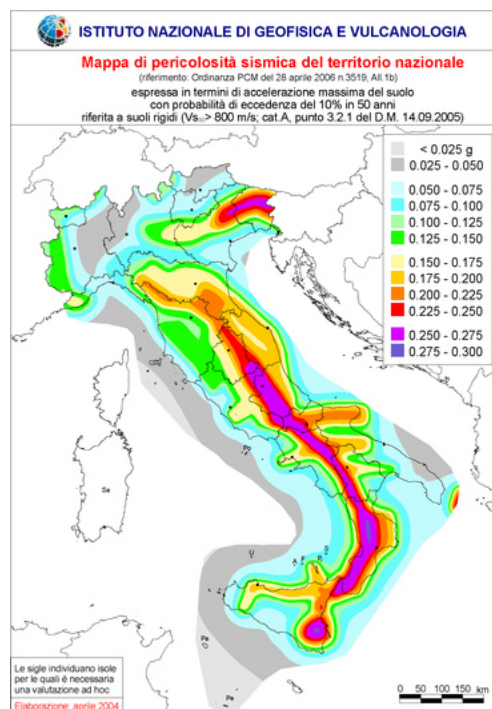 ISTITUTO NAZIONALE DI GEOFISICA E VULCANOLOGIA
Mappa di pericolosità sismica del territorio nazionale
(riferimento: Ordinanza PCM del 28 aprile 2006 n.3519, All.1b)
espressa in termini di accelerazione massima del suolo
con probabilità di eccedenza del 10% in 50 anni
riferita a suoli rigidi (Vs₃₀> 800 m/s; cat.A, punto 3.2.1 del D.M. 14.09.2005)
< 0.025 g
0.025 - 0.050
0.050 - 0.075
0.075 - 0.100
0.100 - 0.125
0.125 - 0.150
0.150 - 0.175
0.175 - 0.200
0.200 - 0.225
0.225 - 0.250
0.250 - 0.275
0.275 - 0.300
Po
Sa
U
Pa
Pe
Le sigle individuano isole
per le quali è necessaria
una valutazione ad hoc
Elaborazione: aprile 2004
0 50 100 150 km